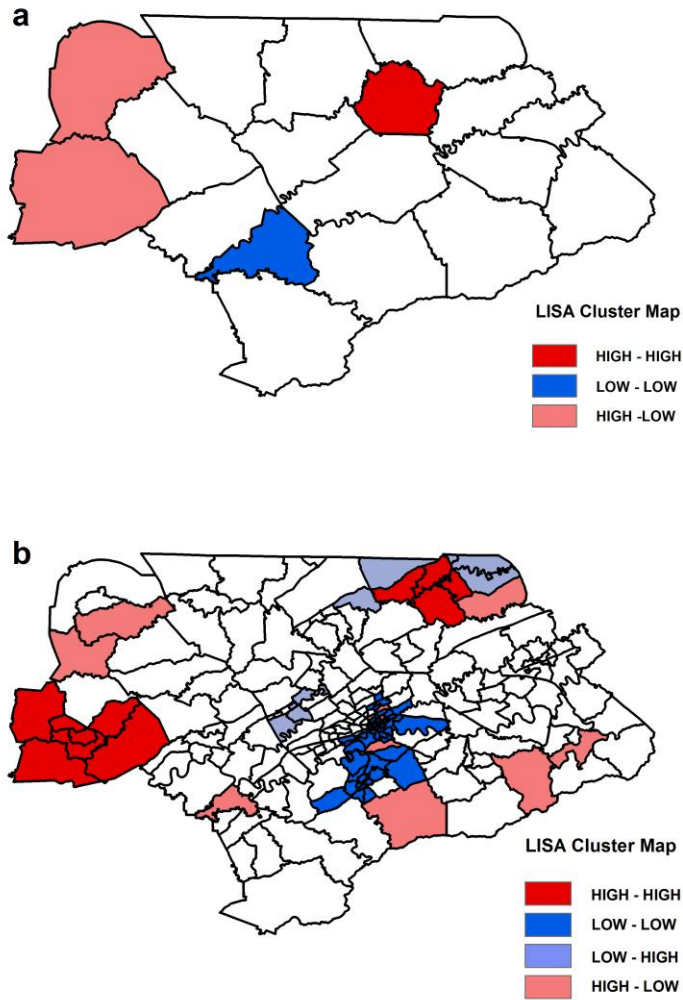 a
LISA Cluster Map
HIGH - HIGH
LOW - LOW
HIGH -LOW
b
LISA Cluster Map
HIGH - HIGH
LOW - LOW
LOW - HIGH
HIGH - LOW